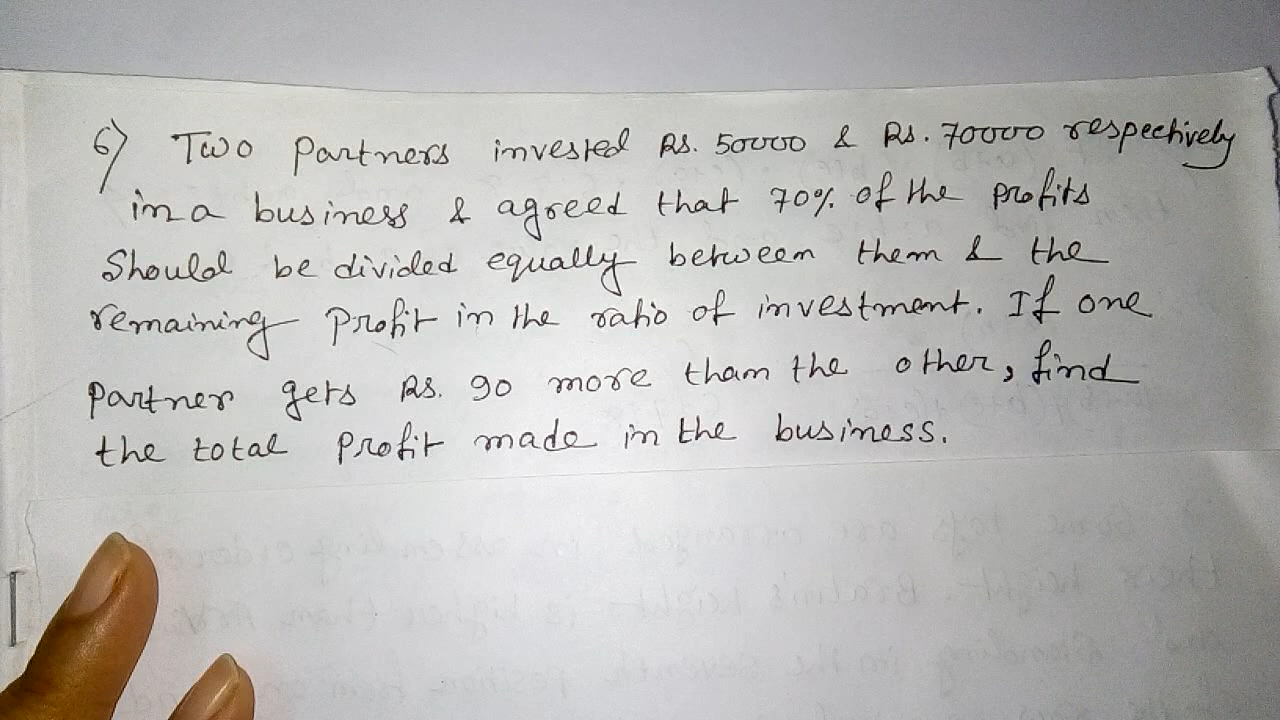 6) Two partners invested Rs. 50000 & Rs. 70000 respectively
in a business & agreed that 70% of the profits
Should be divided equally between them & the
remaining Profit in the ratio of investment. If one
Partner gets Rs. 90 more than the other, find
the total Profit made in the business.